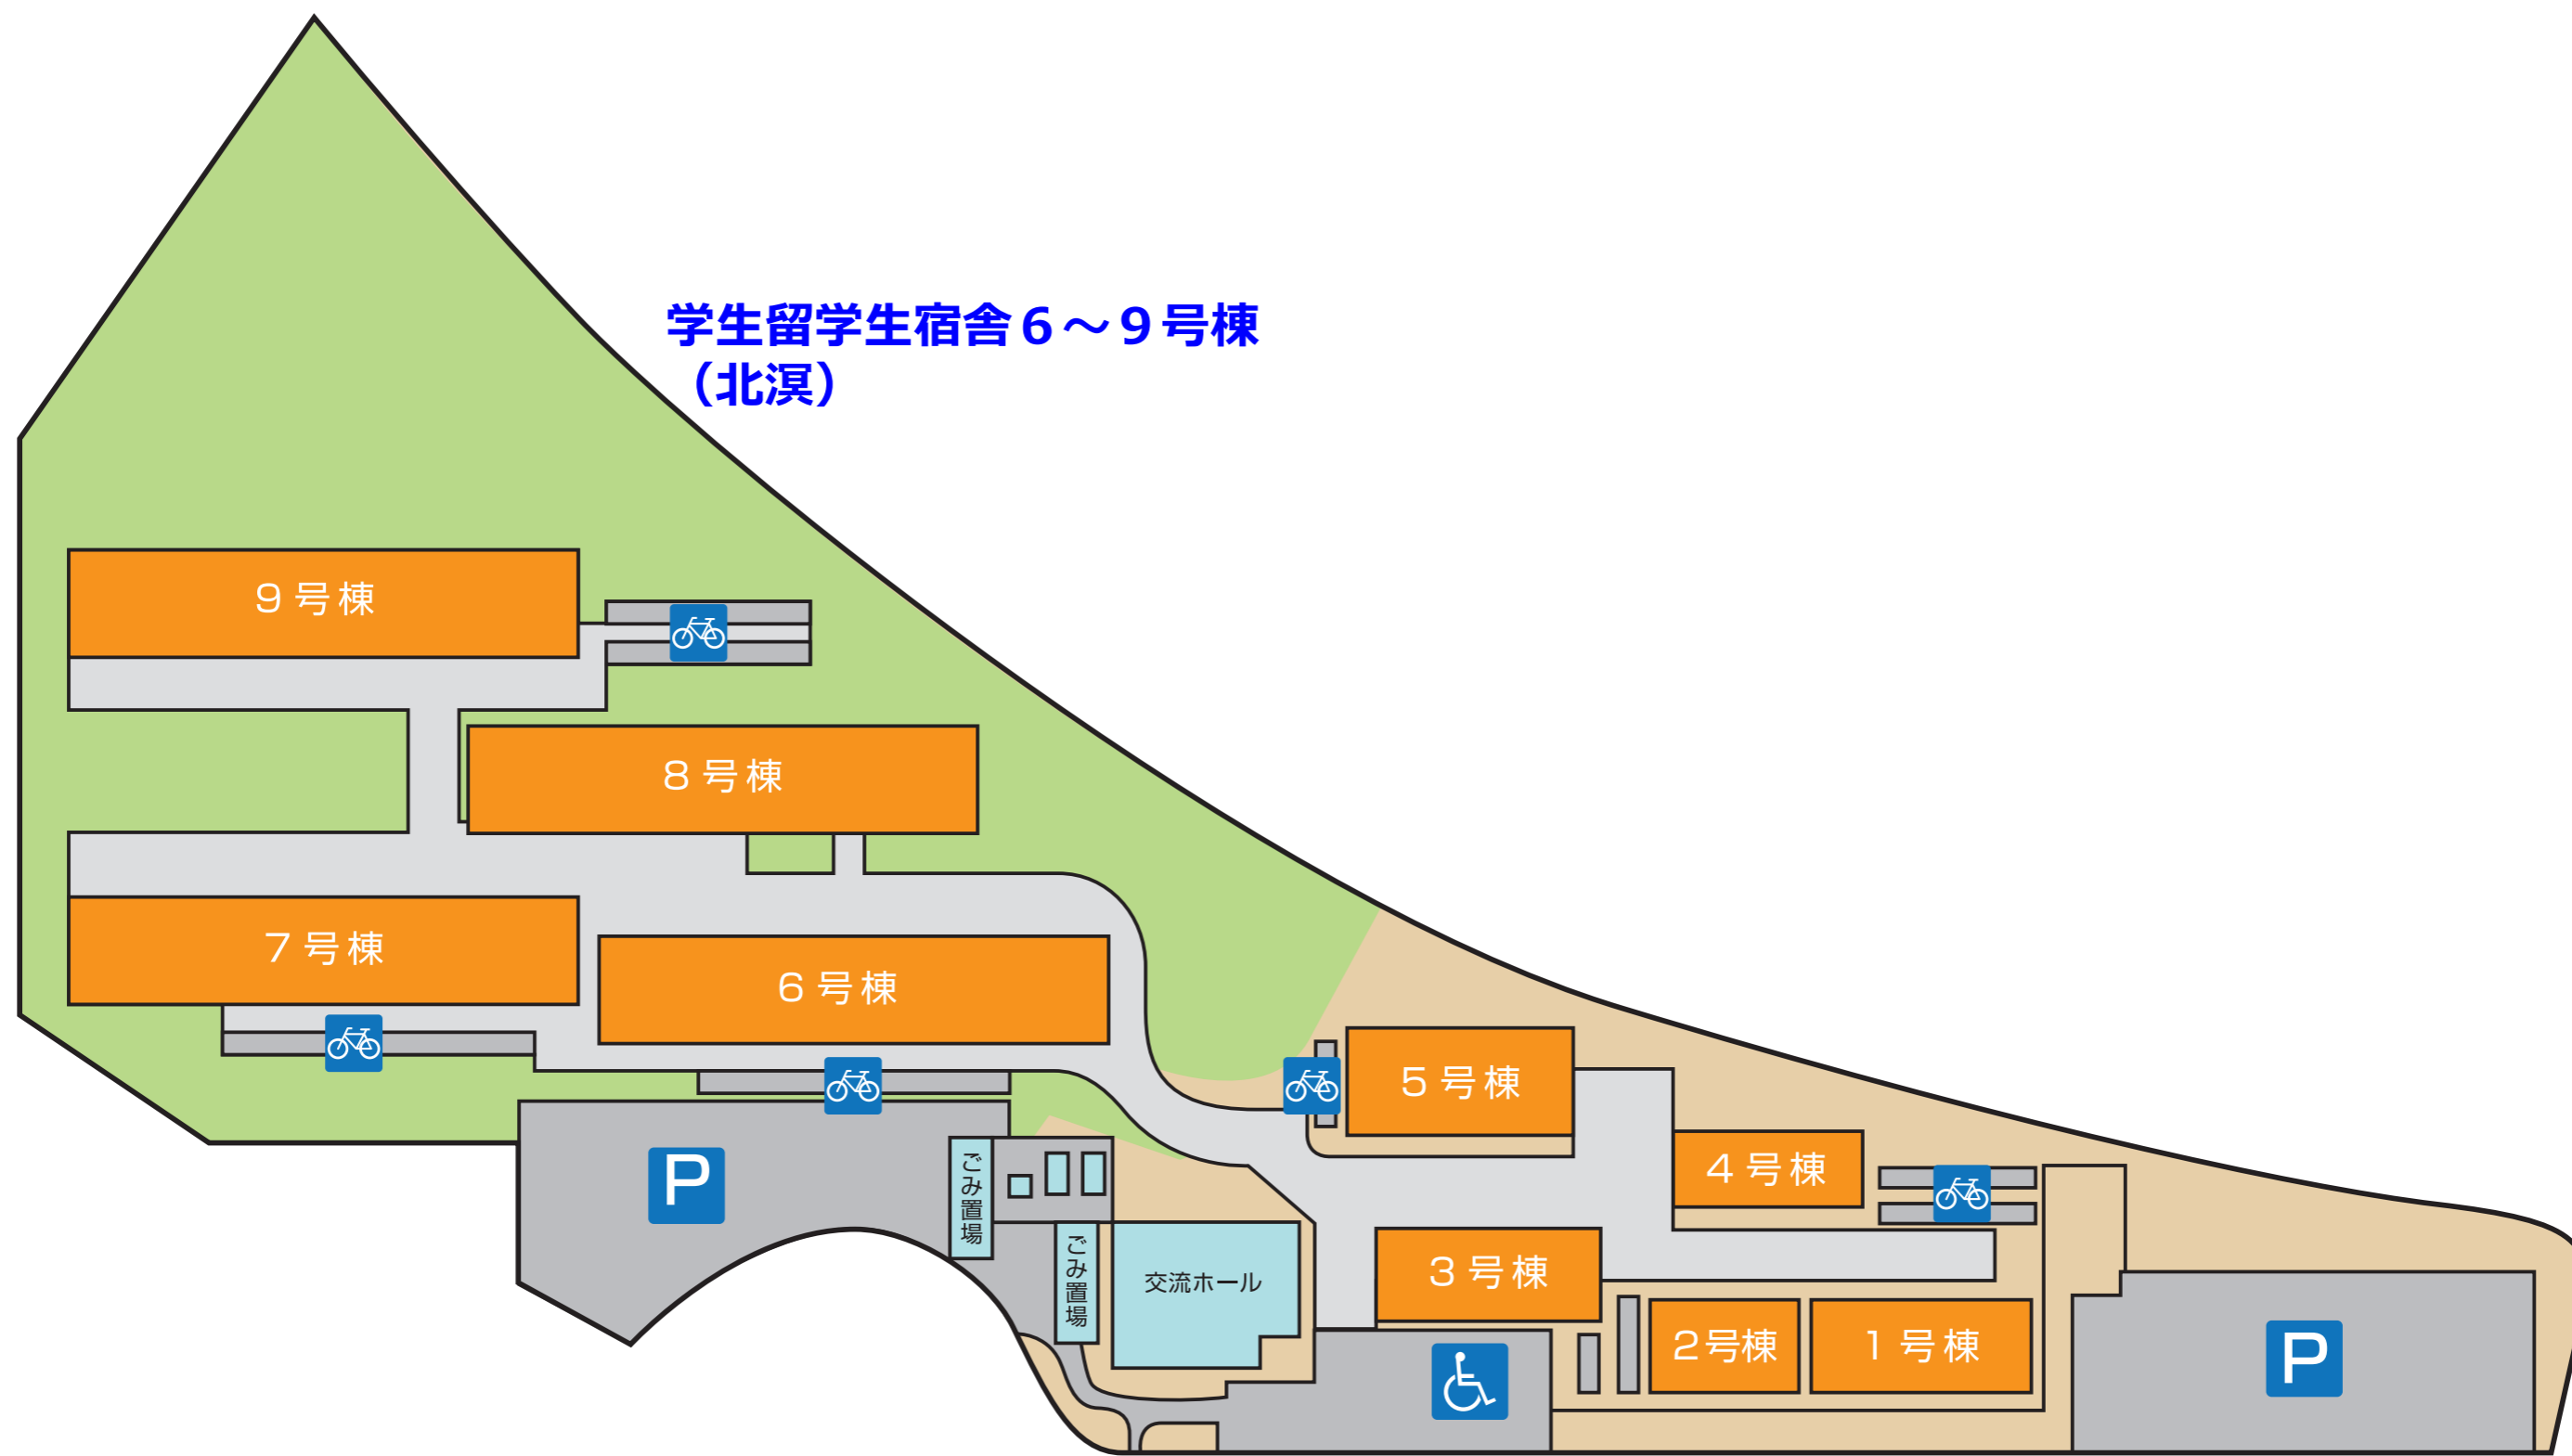 学生留学生宿舎６～９号棟
（北溟）
９号棟
８号棟
７号棟
６号棟
５号棟
４号棟
P
ごみ置場
ごみ置場
交流ホール
３号棟
２号棟
１号棟
P